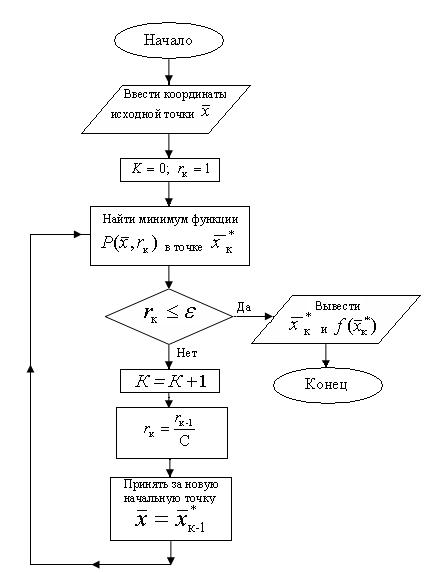 Начало
Ввести координаты
исходной точки x̅
K = 0; rк = 1
Найти минимум функции
P(x̅, rк) в точке x̅к*
rк ≤ ε
Да
Вывести
x̅к* и f(x̅к*)
Конец
Нет
K = K + 1
rк = rк-1 / C
Принять за новую
начальную точку
x̅ = x̅к-1*